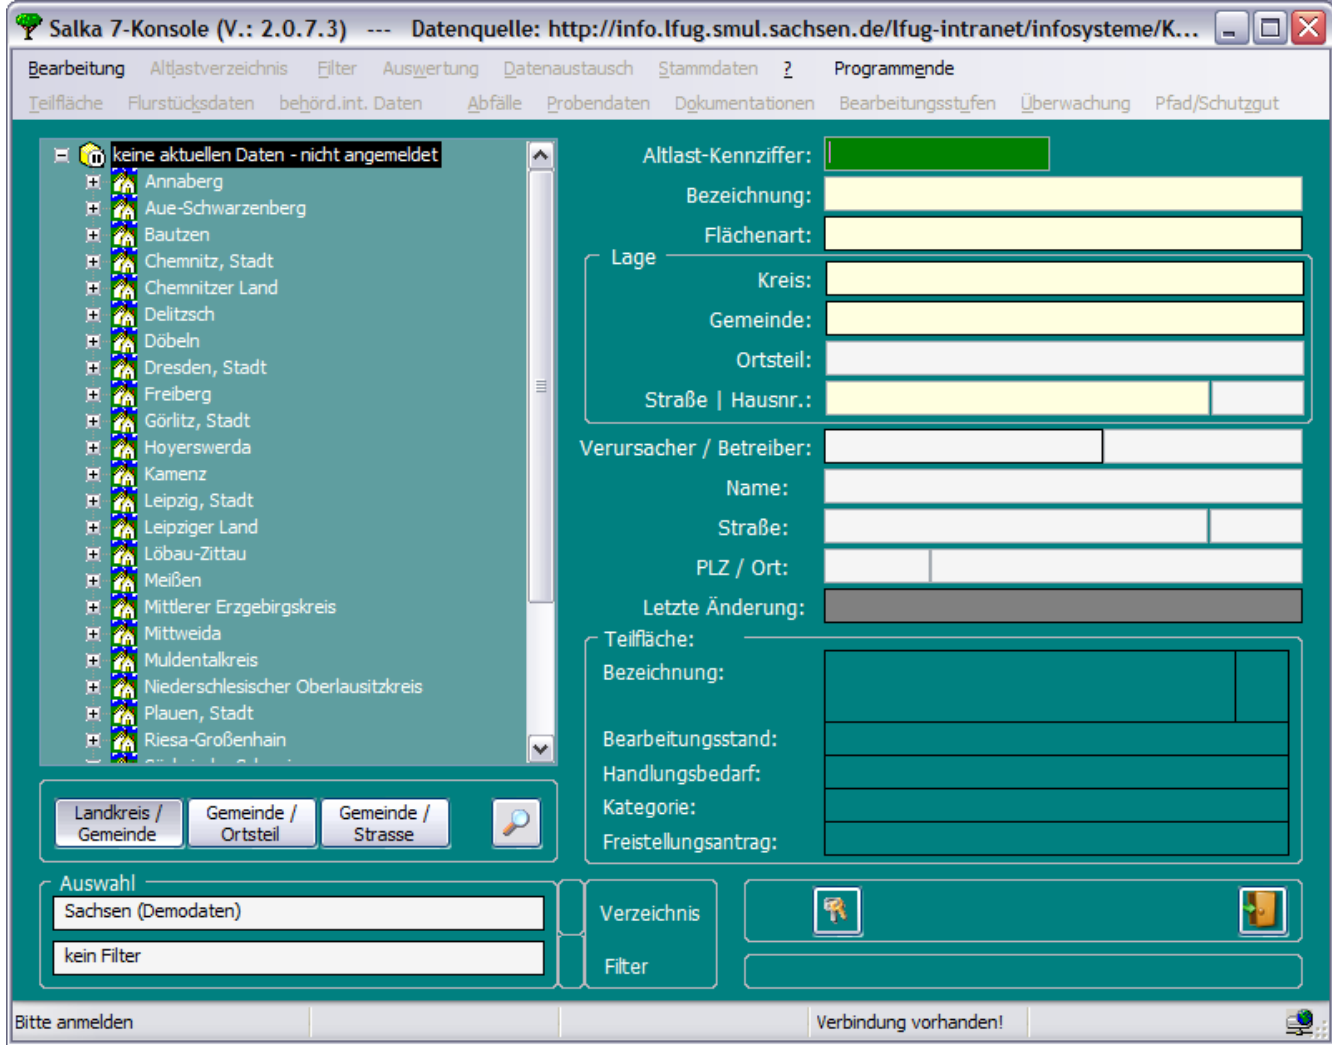 Salka 7-Konsole (V.: 2.0.7.3) --- Datenquelle: http://info.lfug.smul.sachsen.de/lfug-intranet/infosysteme/K...
Bearbeitung Altlastverzeichnis Filter Auswertung Datenaustausch Stammdaten ? Programmende
Teilfläche Flurstücksdaten behörd.int. Daten Abfälle Probendaten Dokumentationen Bearbeitungsstufen Überwachung Pfad/Schutzgut
keine aktuellen Daten - nicht angemeldet
Annaberg
Aue-Schwarzenberg
Bautzen
Chemnitz, Stadt
Chemnitzer Land
Delitzsch
Döbeln
Dresden, Stadt
Freiberg
Görlitz, Stadt
Hoyerswerda
Kamenz
Leipzig, Stadt
Leipziger Land
Löbau-Zittau
Meißen
Mittlerer Erzgebirgskreis
Mittweida
Muldentalkreis
Niederschlesischer Oberlausitzkreis
Plauen, Stadt
Riesa-Großenhain
Landkreis /
Gemeinde
Gemeinde /
Ortsteil
Gemeinde /
Strasse
Auswahl
Sachsen (Demodaten)
kein Filter
Altlast-Kennziffer:
Bezeichnung:
Flächenart:
Lage
Kreis:
Gemeinde:
Ortsteil:
Straße | Hausnr.:
Verursacher / Betreiber:
Name:
Straße:
PLZ / Ort:
Letzte Änderung:
Teilfläche:
Bezeichnung:
Bearbeitungsstand:
Handlungsbedarf:
Kategorie:
Freistellungsantrag:
Verzeichnis
Filter
Bitte anmelden
Verbindung vorhanden!